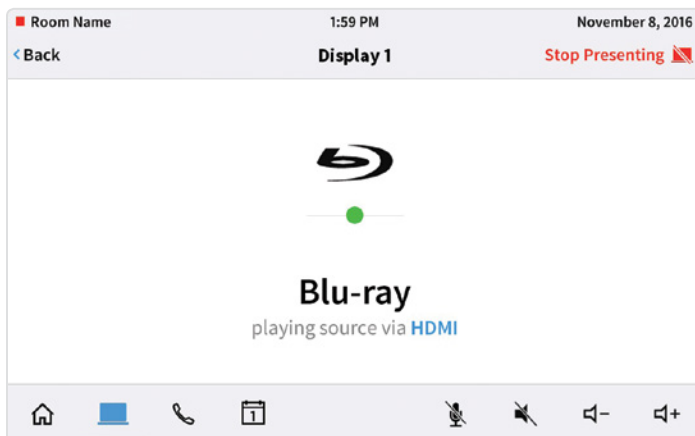 Room Name 1:59 PM November 8, 2016
<Back Display 1 Stop Presenting
Blu-ray
playing source via HDMI
1